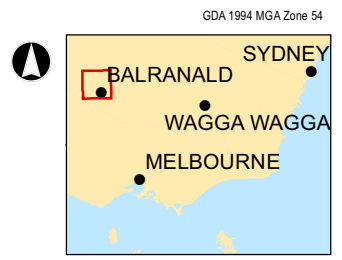 GDA 1994 MGA Zone 54
SYDNEY
BALRANALD
WAGGA WAGGA
MELBOURNE